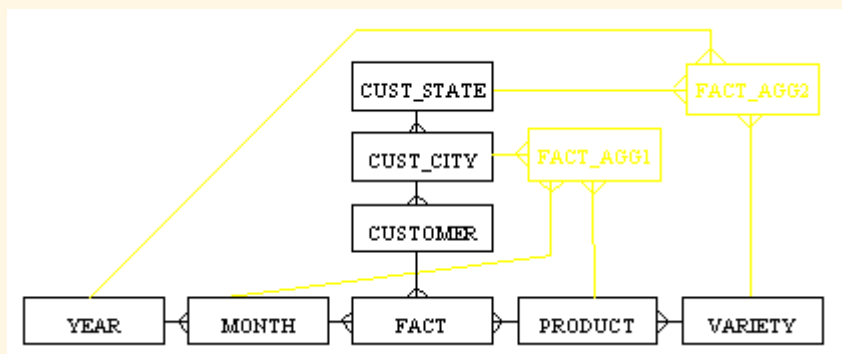 CUST_STATE
FACT_AGG2
CUST_CITY
FACT_AGG1
CUSTOMER
YEAR
MONTH
FACT
PRODUCT
VARIETY